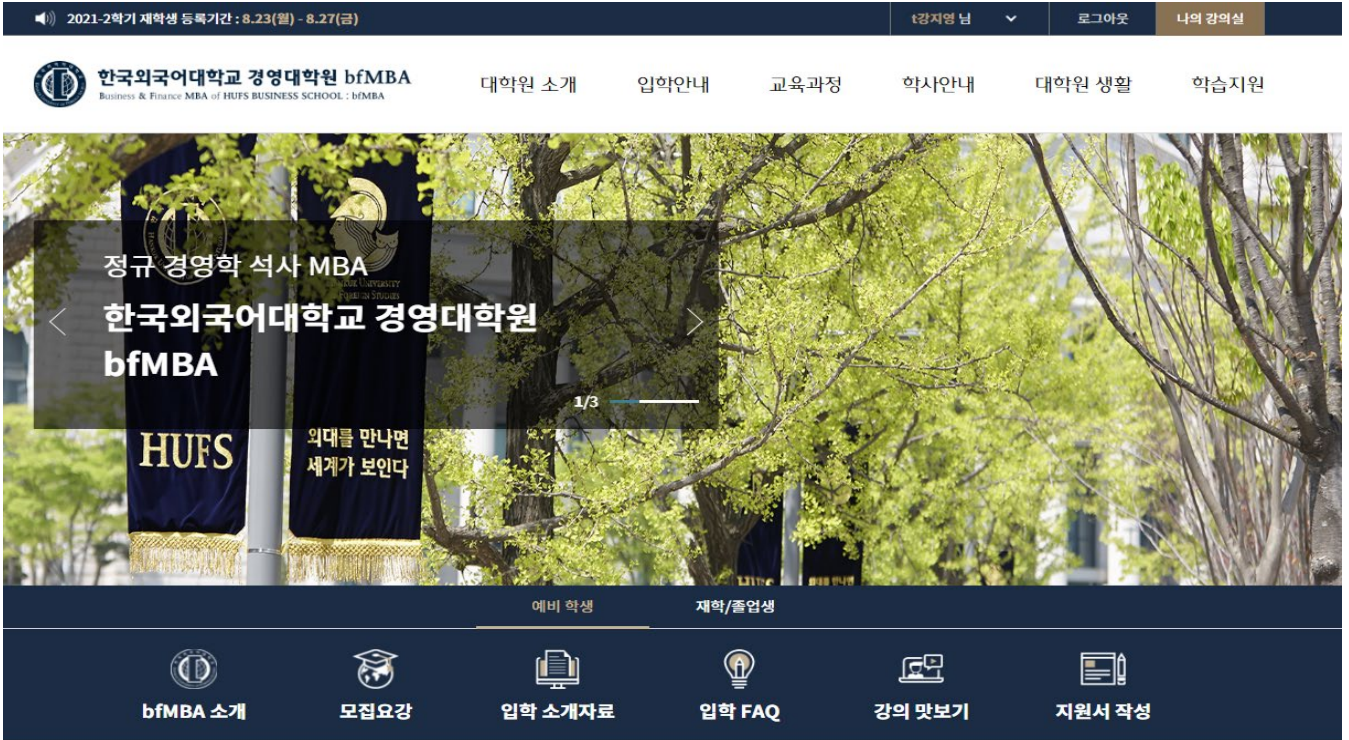 2021-2학기 재학생 등록기간 : 8.23(월) - 8.27(금)
t강지영 님
로그아웃
나의 강의실
한국외국어대학교 경영대학원 bfMBA
Business & Finance MBA of HUFS BUSINESS SCHOOL : bfMBA
대학원 소개
입학안내
교육과정
학사안내
대학원 생활
학습지원
정규 경영학 석사 MBA
한국외국어대학교 경영대학원
bfMBA
1/3
HUFS
외대를 만나면
세계가 보인다
HUFS
예비 학생
재학/졸업생
bfMBA 소개
모집요강
입학 소개자료
입학 FAQ
강의 맛보기
지원서 작성